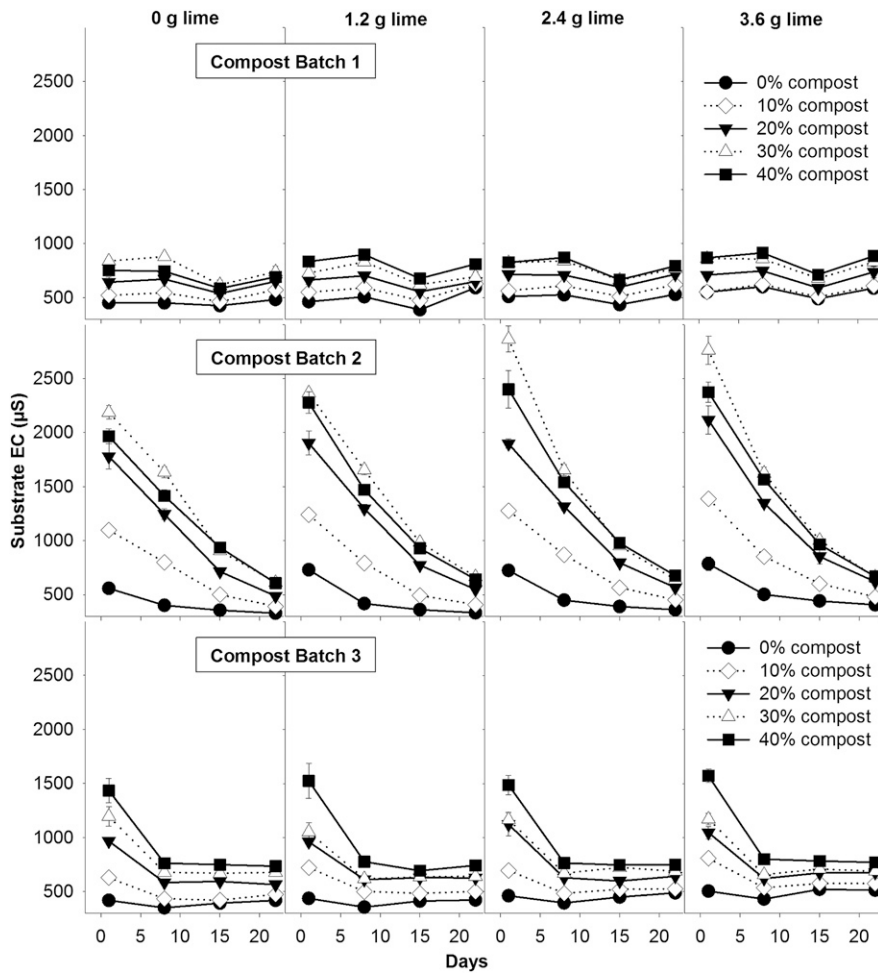 0 g lime 1.2 g lime 2.4 g lime 3.6 g lime
Compost Batch 1
2500
2000
1500
1000
500
0% compost
10% compost
20% compost
30% compost
40% compost
Compost Batch 2
2500
2000
1500
1000
500
Substrate EC (µS)
Compost Batch 3
2500
2000
1500
1000
500
0% compost
10% compost
20% compost
30% compost
40% compost
0 5 10 15 20 0 5 10 15 20 0 5 10 15 20 0 5 10 15 20
Days